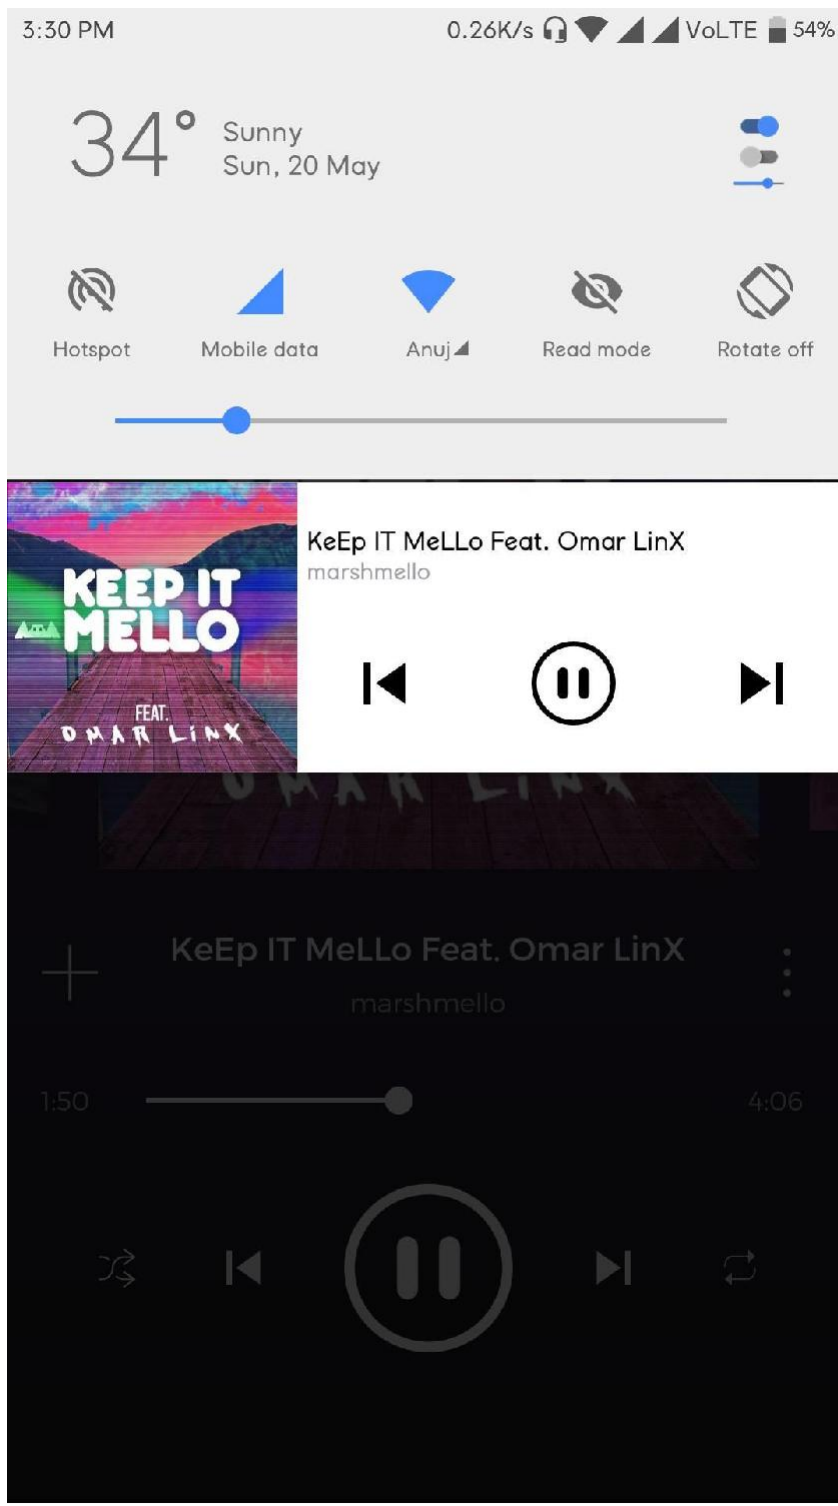 3:30 PM 0.26K/s VoLTE 54%
34° Sunny
Sun, 20 May
Hotspot Mobile data Anuj Read mode Rotate off
KeEp IT MeLLo Feat. Omar LinX
marshmello
KEEP IT
MELLO
FEAT.
OMAR LiNX
OMAR LiNX
KeEp IT MeLLo Feat. Omar LinX
marshmello
1:50 4:06